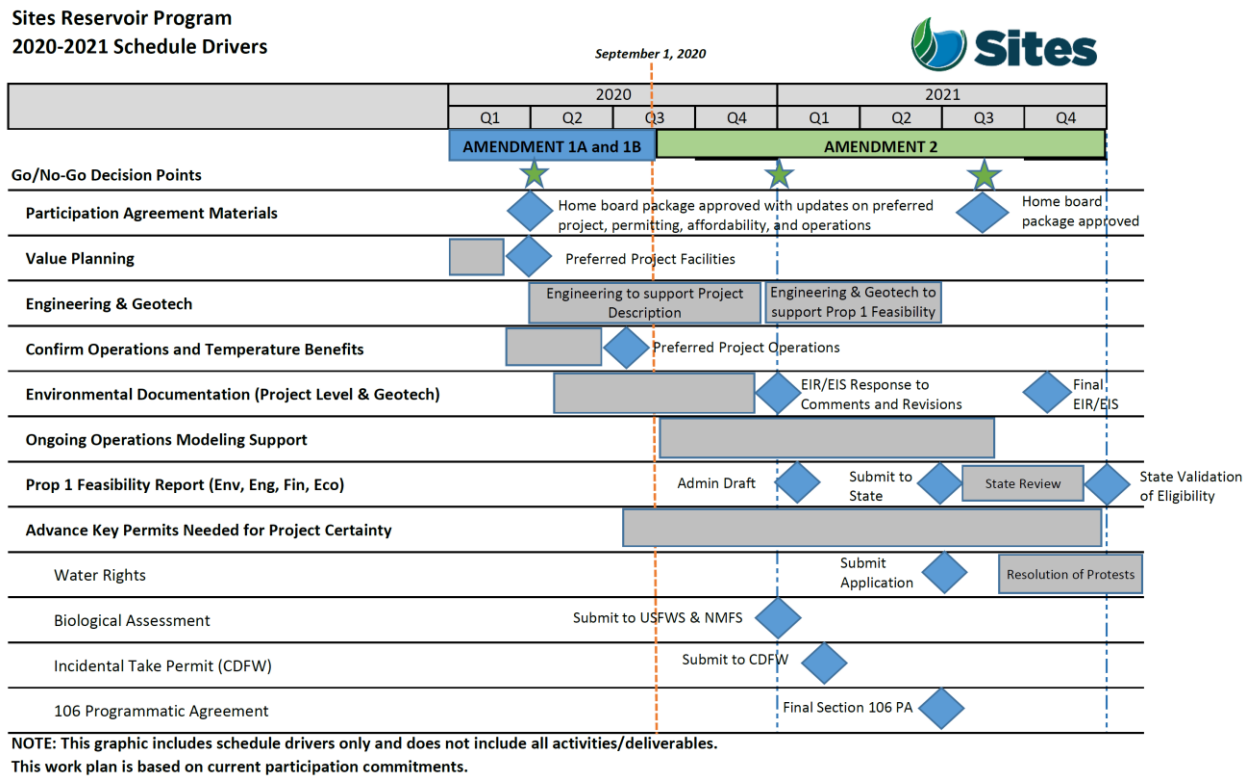 Sites Reservoir Program
2020-2021 Schedule Drivers
September 1, 2020
Sites
2020
2021
Q1
Q2
Q3
Q4
Q1
Q2
Q3
Q4
AMENDMENT 1A and 1B
AMENDMENT 2
Go/No-Go Decision Points
Participation Agreement Materials
Home board package approved with updates on preferred
project, permitting, affordability, and operations
Home board
package approved
Value Planning
Preferred Project Facilities
Engineering & Geotech
Engineering to support Project
Description
Engineering & Geotech to
support Prop 1 Feasibility
Confirm Operations and Temperature Benefits
Preferred Project Operations
Environmental Documentation (Project Level & Geotech)
EIR/EIS Response to
Comments and Revisions
Final
EIR/EIS
Ongoing Operations Modeling Support
Prop 1 Feasibility Report (Env, Eng, Fin, Eco)
Admin Draft
Submit to
State
State Review
State Validation
of Eligibility
Advance Key Permits Needed for Project Certainty
Water Rights
Submit
Application
Resolution of Protests
Biological Assessment
Submit to USFWS & NMFS
Incidental Take Permit (CDFW)
Submit to CDFW
106 Programmatic Agreement
Final Section 106 PA
NOTE: This graphic includes schedule drivers only and does not include all activities/deliverables.
This work plan is based on current participation commitments.